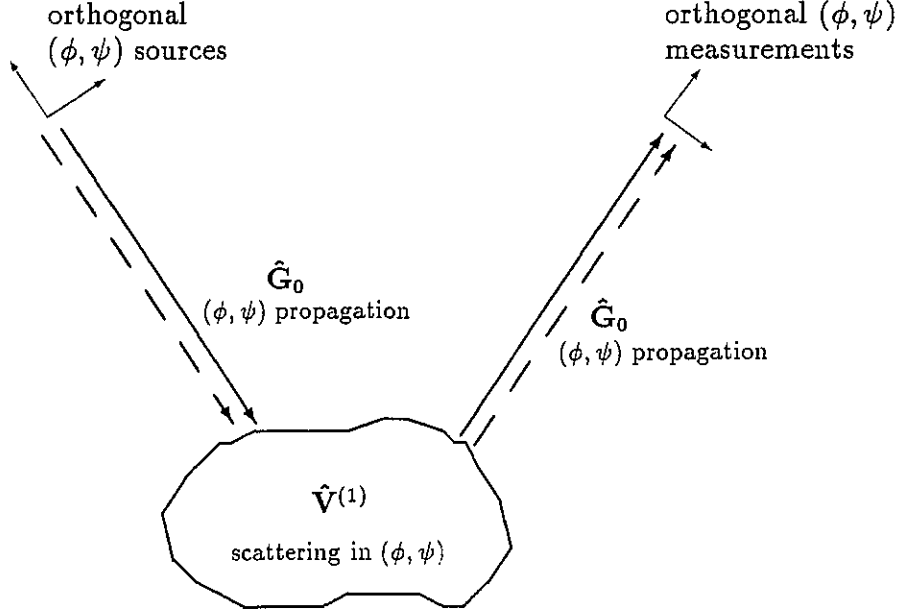 orthogonal
(ϕ, ψ) sources
orthogonal (ϕ, ψ)
measurements
Ĝ₀
(ϕ, ψ) propagation
Ĝ₀
(ϕ, ψ) propagation
V̂⁽¹⁾
scattering in (ϕ, ψ)